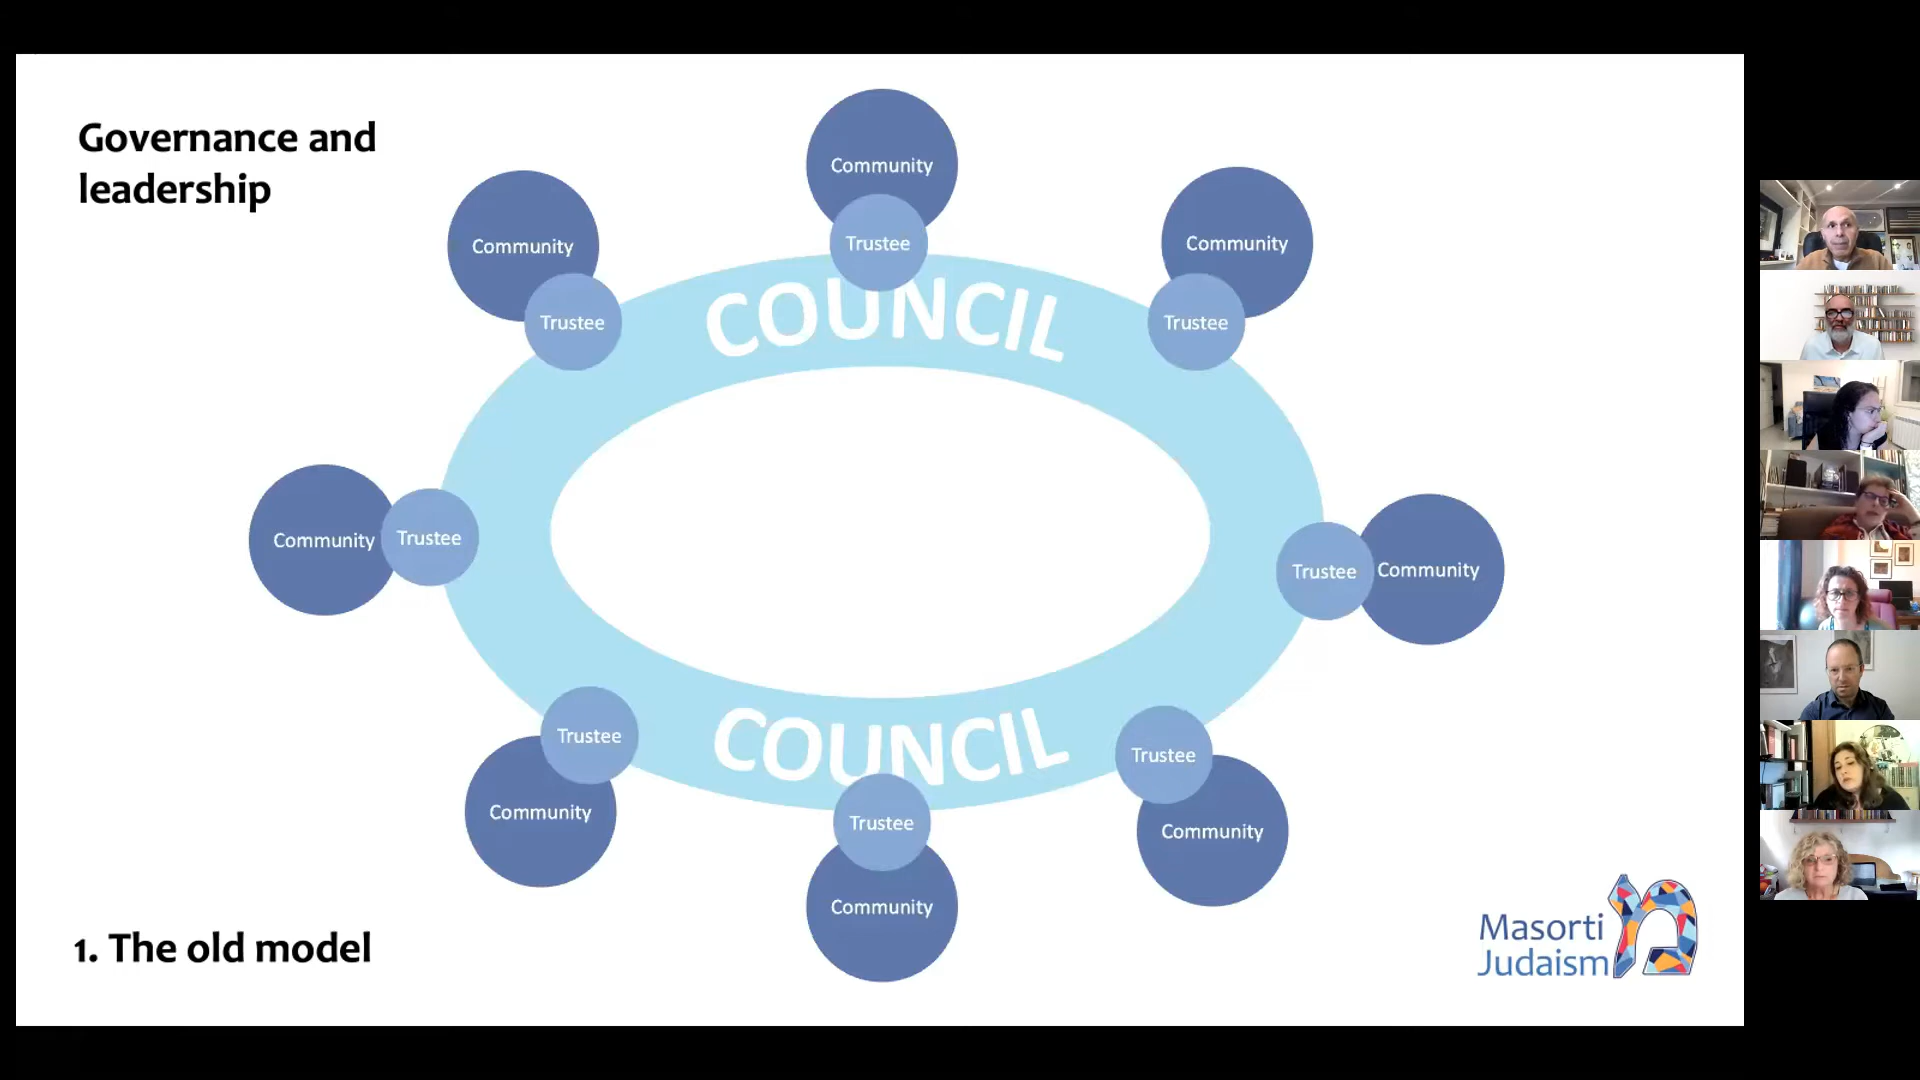 Governance and
leadership
Community
Community
Community
Trustee
Trustee
Trustee
COUNCIL
Community
Trustee
Trustee
Community
Trustee
COUNCIL
Trustee
Trustee
Community
Community
Community
1. The old model
Masorti
Judaism